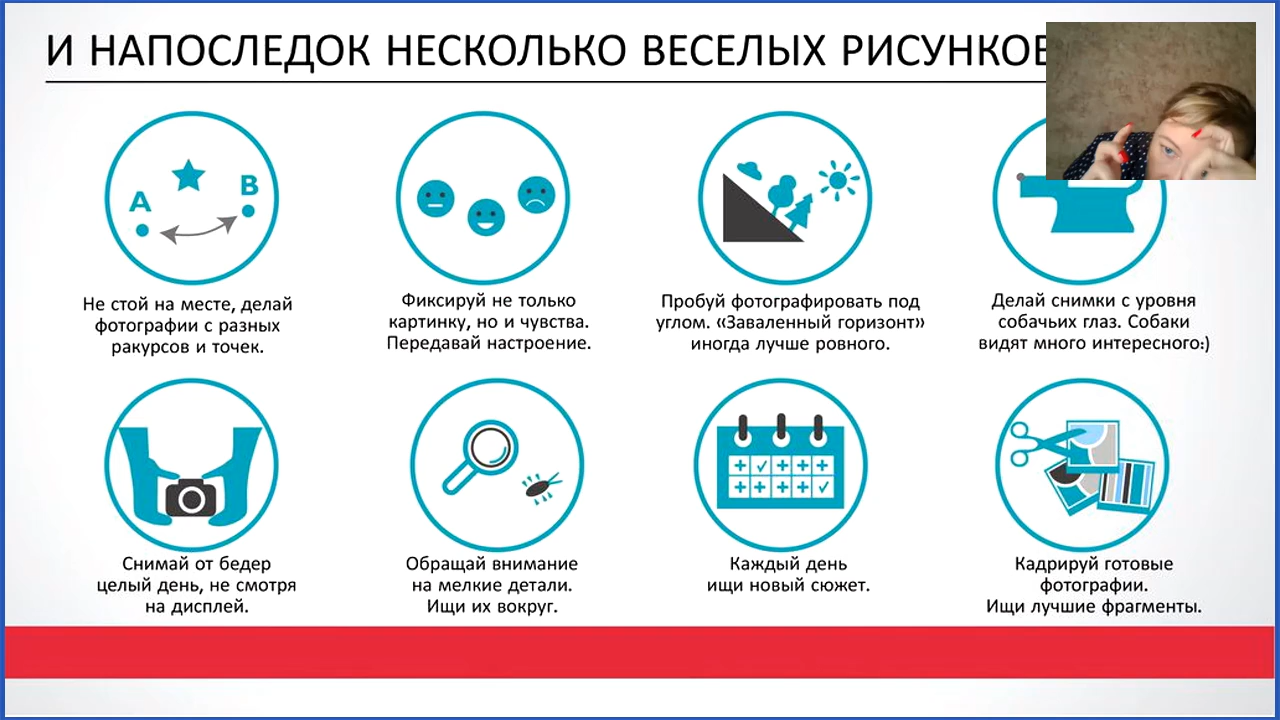 И НАПОСЛЕДОК НЕСКОЛЬКО ВЕСЕЛЫХ РИСУНКОВ
A
B
Не стой на месте, делай
фотографии с разных
ракурсов и точек.
Фиксируй не только
картинку, но и чувства.
Передавай настроение.
Пробуй фотографировать под
углом. «Заваленный горизонт»
иногда лучше ровного.
Делай снимки с уровня
собачьих глаз. Собаки
видят много интересного:)
Снимай от бедер
целый день, не смотря
на дисплей.
Обращай внимание
на мелкие детали.
Ищи их вокруг.
Каждый день
ищи новый сюжет.
Кадрируй готовые
фотографии.
Ищи лучшие фрагменты.